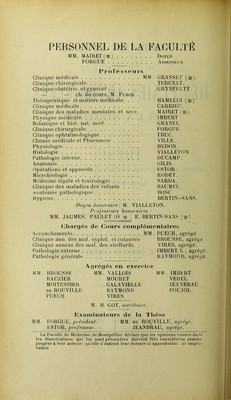 PERSONNEL DE LA FACULTÉ
MM. MAIRET (✻) . . . . . Doyen
FORGUE . . . . . Assesseur
Professeurs
Clinique médicale . . . . . MM. GRASSET (✻)
Clinique chirurgicale . . . . . TEDENAT.
Clinique obstétric. et gynécol . . . . . GRYNFELTT
— ch. du cours, M. Puech
Thérapeutique et matière médicale . . . . . HAMELIN (✻)
Clinique médicale . . . . . CARRIEU.
Clinique des maladies mentales et nerv. MAIRET (✻).
Physique médicale . . . . . IMBERT
Botanique et hist. nat. méd. . . . . . GRANEL
Clinique chirurgicale . . . . . FORGUE
Clinique ophtalmologique . . . . . TRUC.
Chimie médicale et Pharmacie . . . . . VILLE.
Physiologie . . . . . HEDON.
Histologie . . . . . VIALLETON
Pathologie interne . . . . . DUCAMP.
Anatomie . . . . . GILIS.
Opérations et appareils . . . . . ESTOR.
Microbiologie . . . . . RODET.
Médecine légale et toxicologie . . . . . SARDA.
Clinique des maladies des enfants . . . . . BAUMEL.
Anatomie pathologique . . . . . BOSC.
Hygiène . . . . . BERTIN-SANS.
Doyen honoraire : M. VIALLETON.
Professeurs honoraires
MM. JAUMES, PAULET (O. ✻), E. BERTIN-SANS (✻)
Chargés de Cours complémentaires
Accouchements . . . . . MM. PUECH, agrégé
Clinique ann. des mal. syphil. et cutanées BROUSSE, agrégé
Clinique annexe des mal. des vieillards. VIRES, agrégé.
Pathologie externe . . . . . IMBERT L. agrégé.
Pathologie générale . . . . . RAYMOND, agrégé.
Agrégés en exercice
MM. BROUSSE MM. VALLOIS MM. IMBERT
RAUZIER MOURET VEDEL
MOITESSIER GALAVIELLE JEANBRAU
DE ROUVILLE RAYMOND POUJOL
PUECH VIRES
M. H. GOT, secrétaire.
Examinateurs de la Thèse
MM. FORGUE, président. MM. DE ROUVILLE, agrégé.
ESTOR, professeur. JEANBRAU, agrégé.
La Faculté de Médecine de Montpellier déclare que les opinions émises dans
les Dissertations qui lui sont présentées doivent être considérées comme
propres à leur auteur; qu'elle n'entend leur donner ni approbation, ni impro-
bation